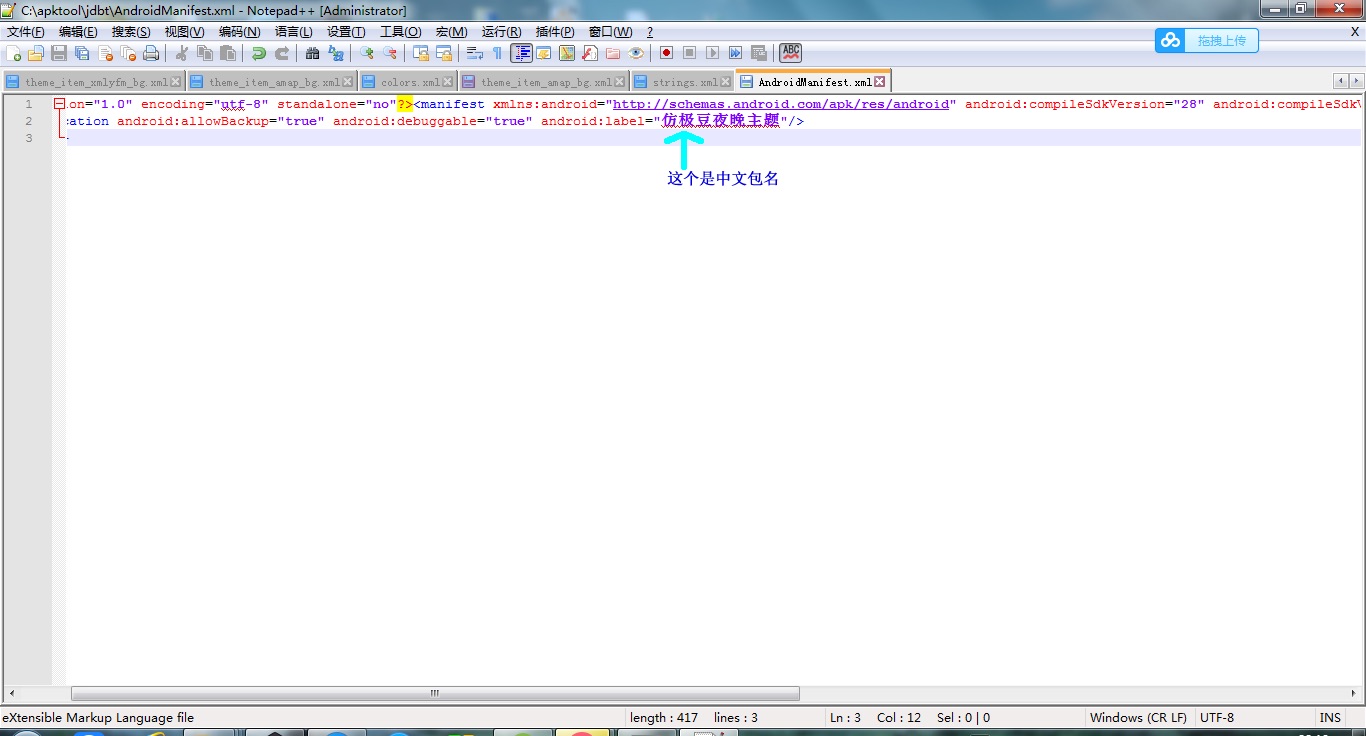 C:\apktool\jdbt\AndroidManifest.xml - Notepad++ [Administrator]
文件(F) 编辑(E) 搜索(S) 视图(V) 编码(N) 语言(L) 设置(T) 工具(O) 宏(M) 运行(R) 插件(P) 窗口(W) ? X
拖拽上传
ABC
theme_item_xmlyfm_bg.xml theme_item_amap_bg.xml colors.xml theme_item_amap_bg.xml strings.xml AndroidManifest.xml
1 .on="1.0" encoding="utf-8" standalone="no"?><manifest xmlns:android="http://schemas.android.com/apk/res/android" android:compileSdkVersion="28" android:compileSdkV
2 :ation android:allowBackup="true" android:debuggable="true" android:label="仿极豆夜晚主题"/>
3
这个是中文包名
eXtensible Markup Language file length : 417 lines : 3 Ln : 3 Col : 12 Sel : 0 | 0 Windows (CR LF) UTF-8 INS